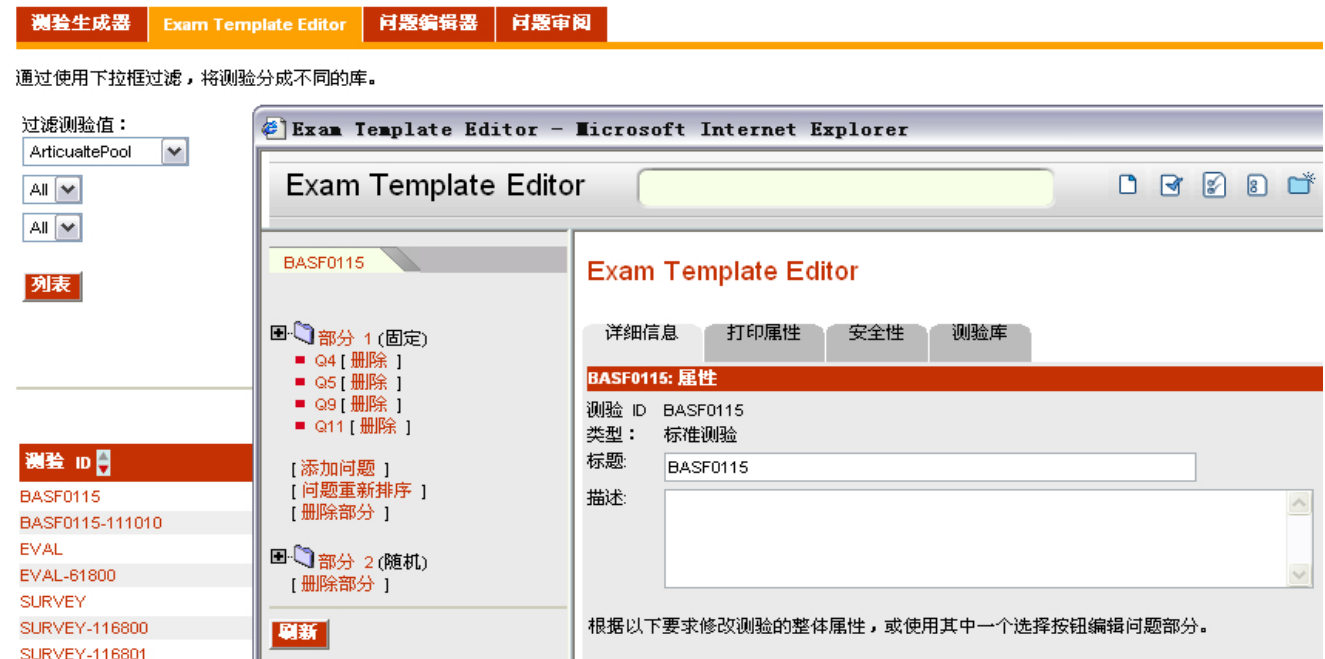 测验生成器 Exam Template Editor 问题编辑器 问题审阅
通过使用下拉框过滤，将测验分成不同的库。
过滤测验值：
ArticualtePool
All
All
列表
测验 ID
BASF0115
BASF0115-111010
EVAL
EVAL-61800
SURVEY
SURVEY-116800
SURVEY-116801
Exam Template Editor - Microsoft Internet Explorer
Exam Template Editor
BASF0115
部分 1 (固定)
Q4 [ 删除 ]
Q5 [ 删除 ]
Q9 [ 删除 ]
Q11 [ 删除 ]
[ 添加问题 ]
[ 问题重新排序 ]
[ 删除部分 ]
部分 2 (随机)
[ 删除部分 ]
刷新
Exam Template Editor
详细信息 打印属性 安全性 测验库
BASF0115: 属性
测验 ID BASF0115
类型： 标准测验
标题: BASF0115
描述:
根据以下要求修改测验的整体属性，或使用其中一个选择按钮编辑问题部分。